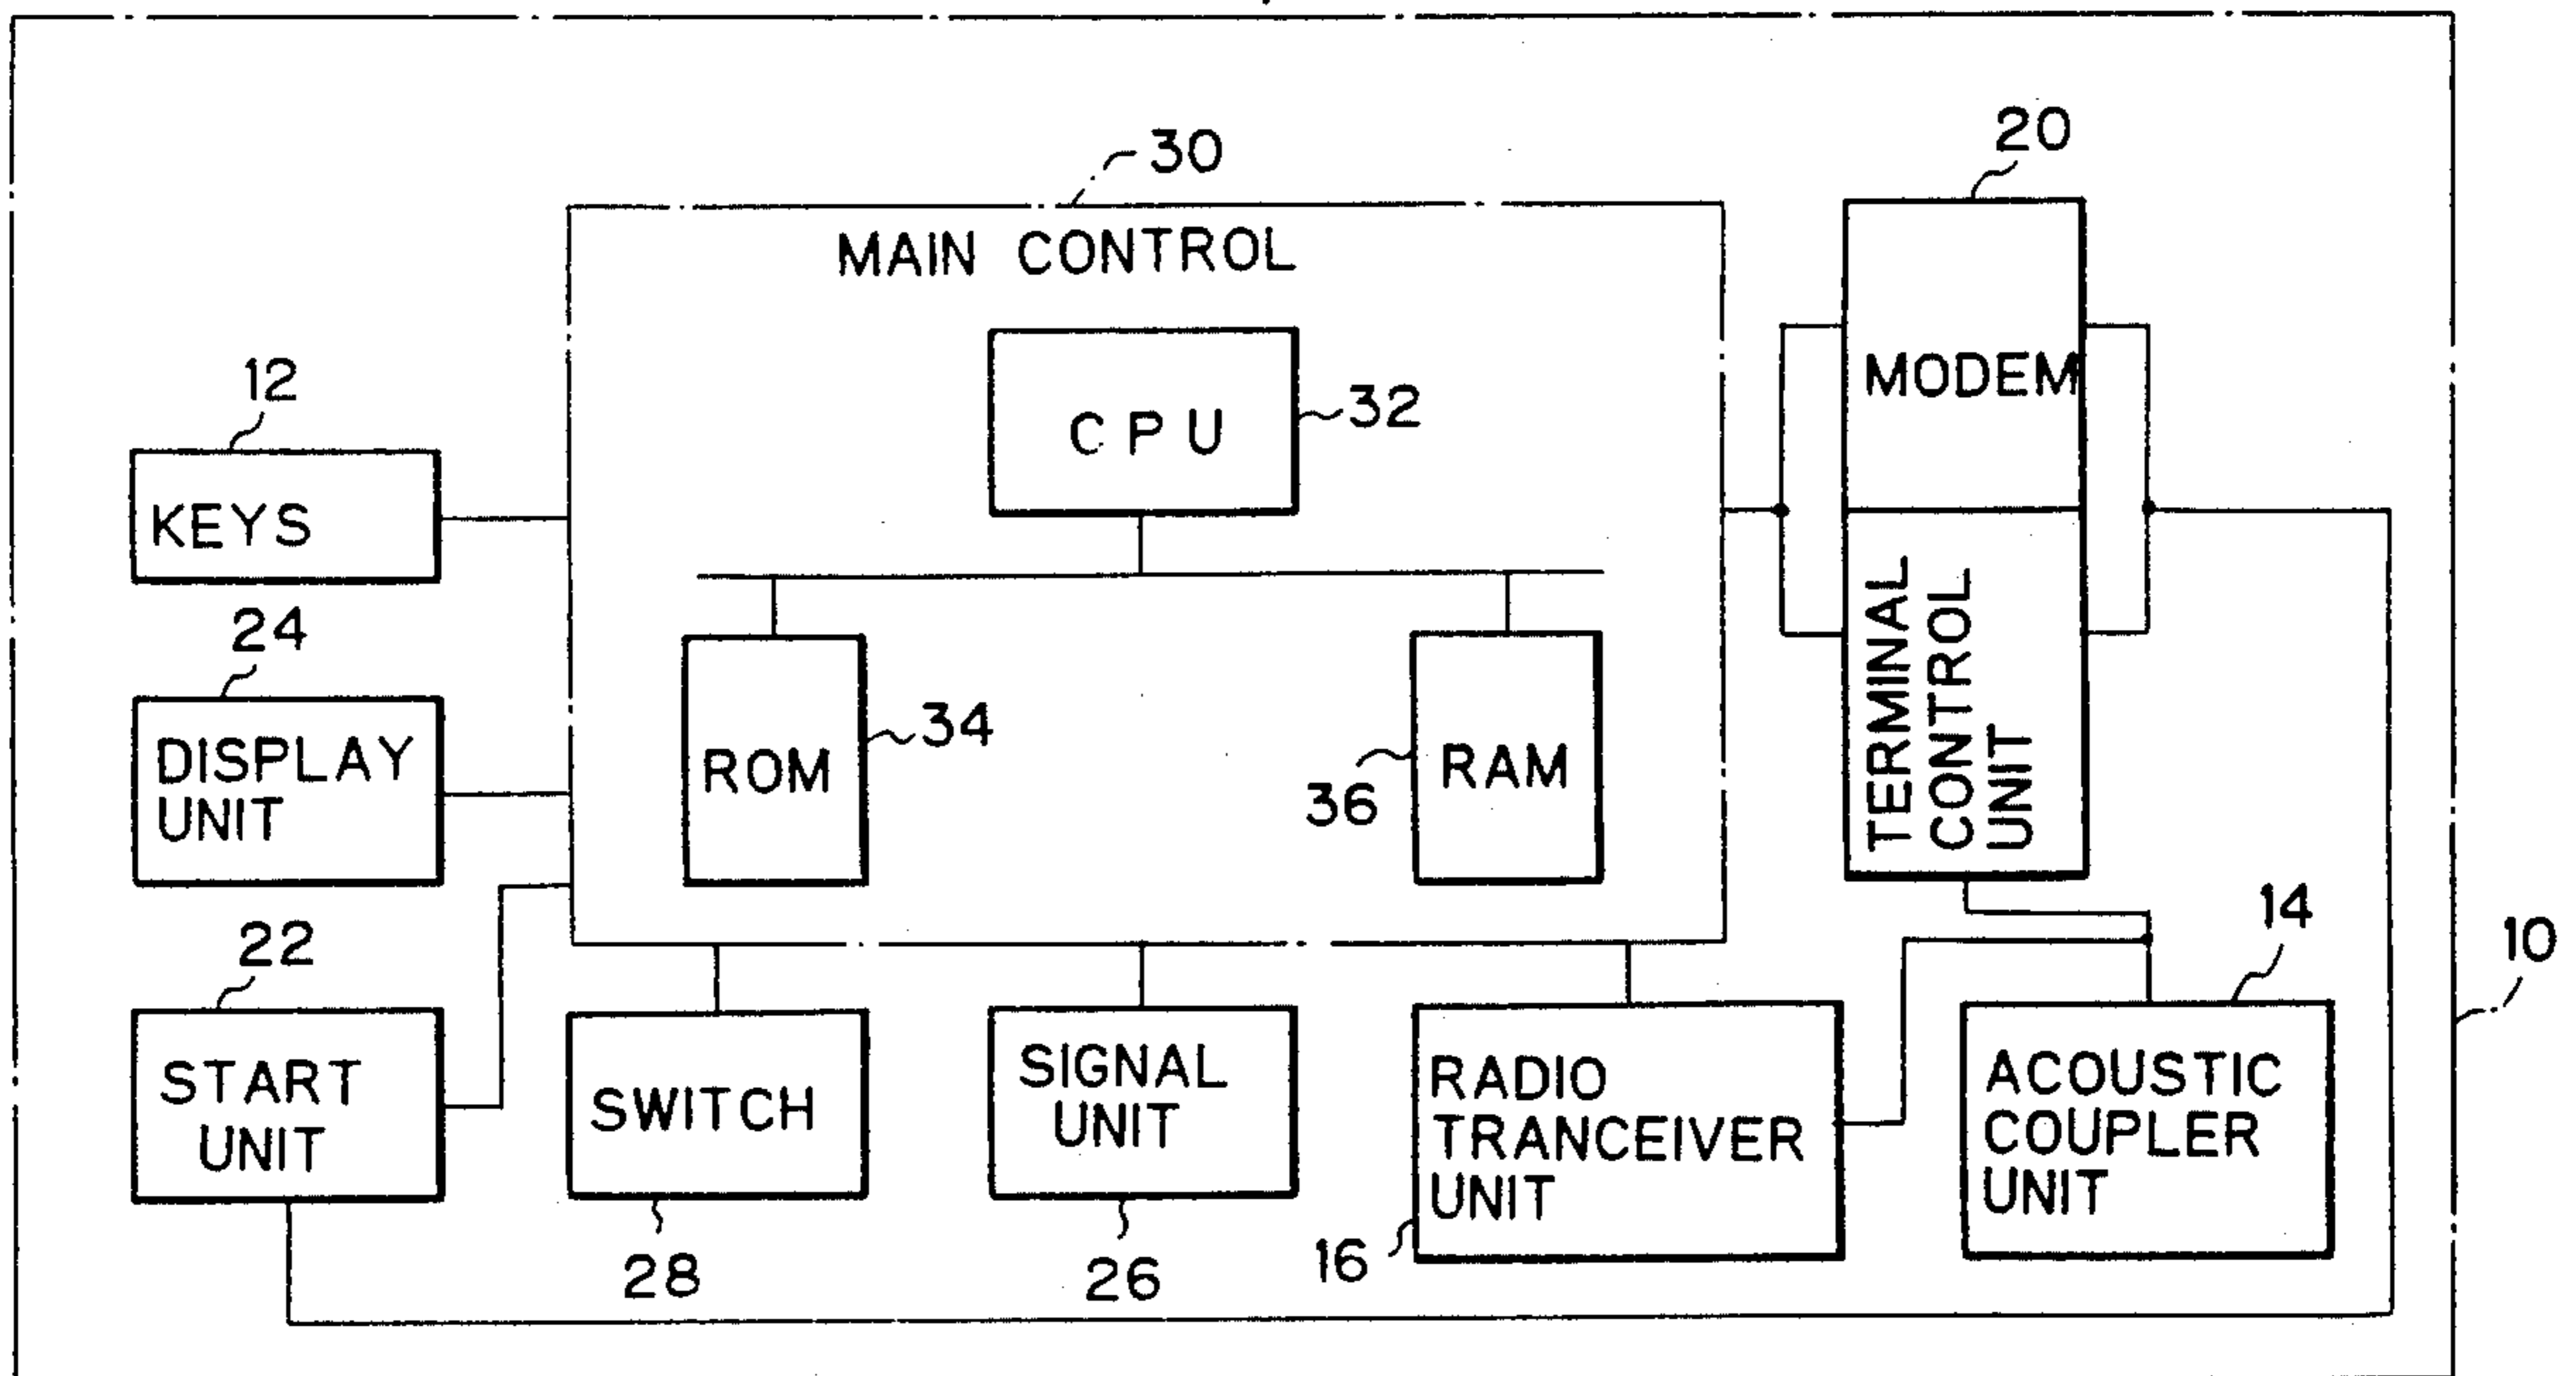 30
20
MAIN CONTROL
CPU
32
MODEM
12
KEYS
24
DISPLAY
UNIT
34
ROM
36
RAM
TERMINAL
CONTROL
UNIT
22
START
UNIT
14
10
SWITCH
28
SIGNAL
UNIT
26
RADIO
TRANCEIVER
UNIT
16
ACOUSTIC
COUPLER
UNIT